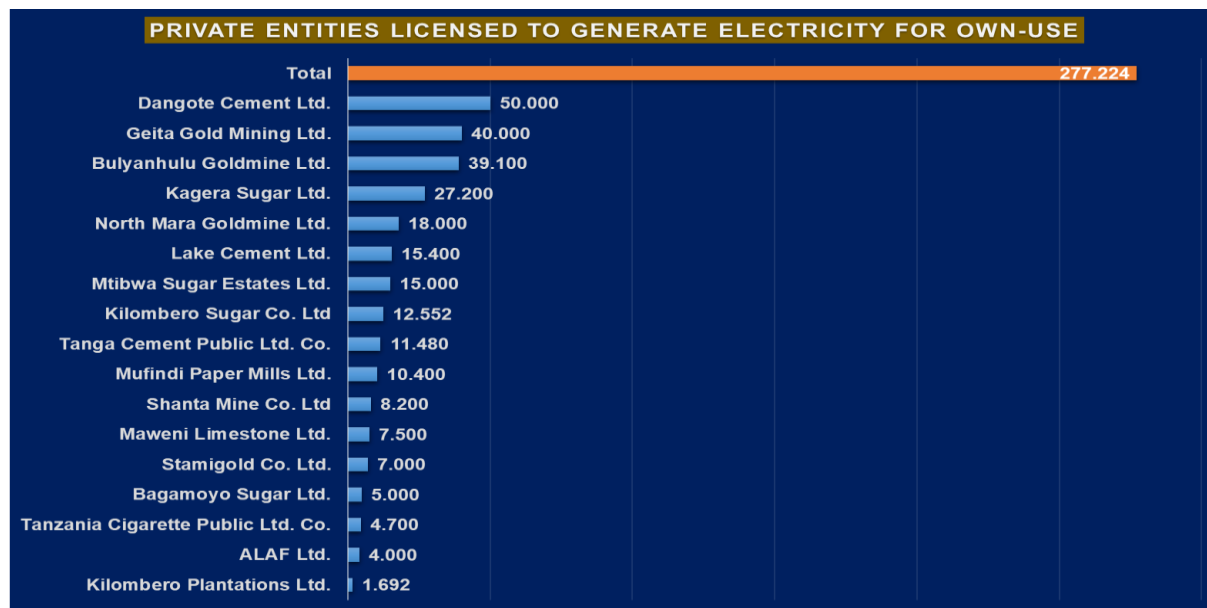 PRIVATE ENTITIES LICENSED TO GENERATE ELECTRICITY FOR OWN-USE
Total 277.224
Dangote Cement Ltd. 50.000
Geita Gold Mining Ltd. 40.000
Bulyanhulu Goldmine Ltd. 39.100
Kagera Sugar Ltd. 27.200
North Mara Goldmine Ltd. 18.000
Lake Cement Ltd. 15.400
Mtibwa Sugar Estates Ltd. 15.000
Kilombero Sugar Co. Ltd 12.552
Tanga Cement Public Ltd. Co. 11.480
Mufindi Paper Mills Ltd. 10.400
Shanta Mine Co. Ltd 8.200
Maweni Limestone Ltd. 7.500
Stamigold Co. Ltd. 7.000
Bagamoyo Sugar Ltd. 5.000
Tanzania Cigarette Public Ltd. Co. 4.700
ALAF Ltd. 4.000
Kilombero Plantations Ltd. 1.692